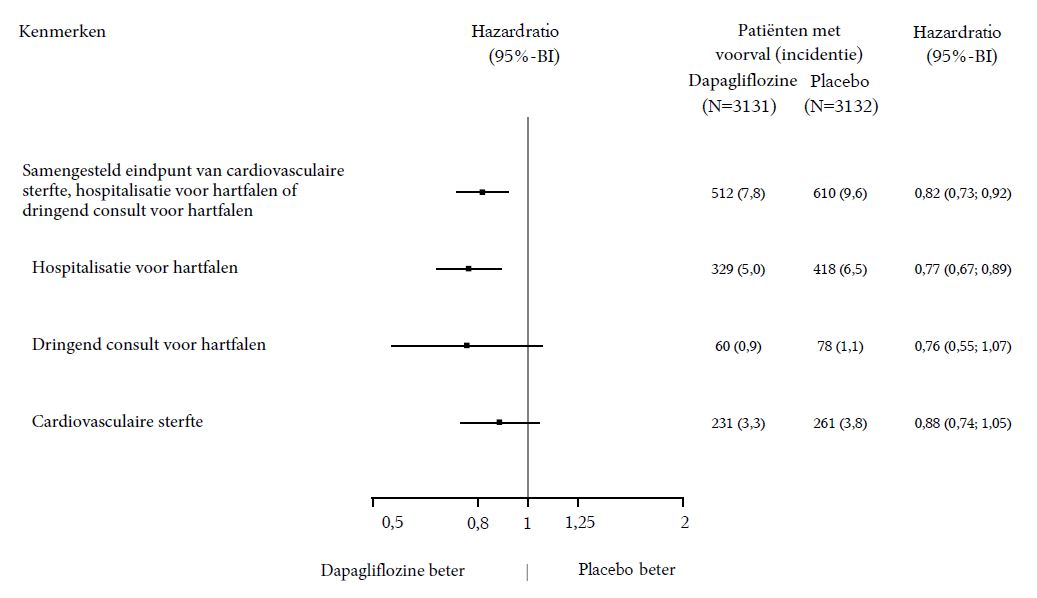 Kenmerken
Hazardratio
(95%-BI)
Patiënten met
voorval (incidentie)
Hazardratio
(95%-BI)
Dapagliflozine Placebo
(N=3131) (N=3132)
Samengesteld eindpunt van cardiovasculaire
sterfte, hospitalisatie voor hartfalen of
dringend consult voor hartfalen
512 (7,8) 610 (9,6) 0,82 (0,73; 0,92)
Hospitalisatie voor hartfalen 329 (5,0) 418 (6,5) 0,77 (0,67; 0,89)
Dringend consult voor hartfalen 60 (0,9) 78 (1,1) 0,76 (0,55; 1,07)
Cardiovasculaire sterfte 231 (3,3) 261 (3,8) 0,88 (0,74; 1,05)
0,5 0,8 1 1,25 2
Dapagliflozine beter | Placebo beter